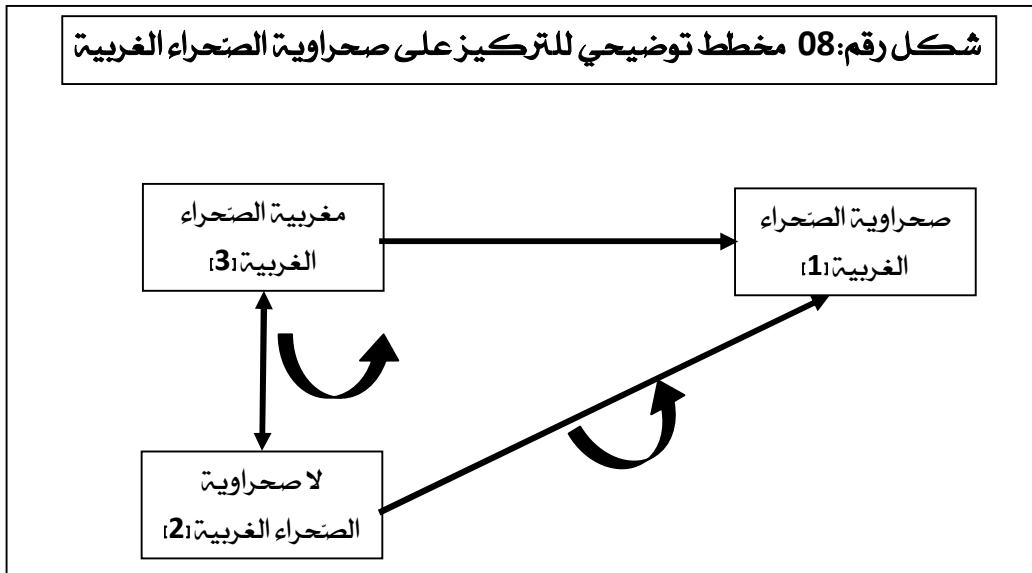 شكل رقم:08 مخطط توضيحي للتركيز على صحراوية الصّحراء الغربية
صحراوية الصّحراء
الغربية[1]
مغربية الصّحراء
الغربية[3]
لا صحراوية
الصّحراء الغربية[2]